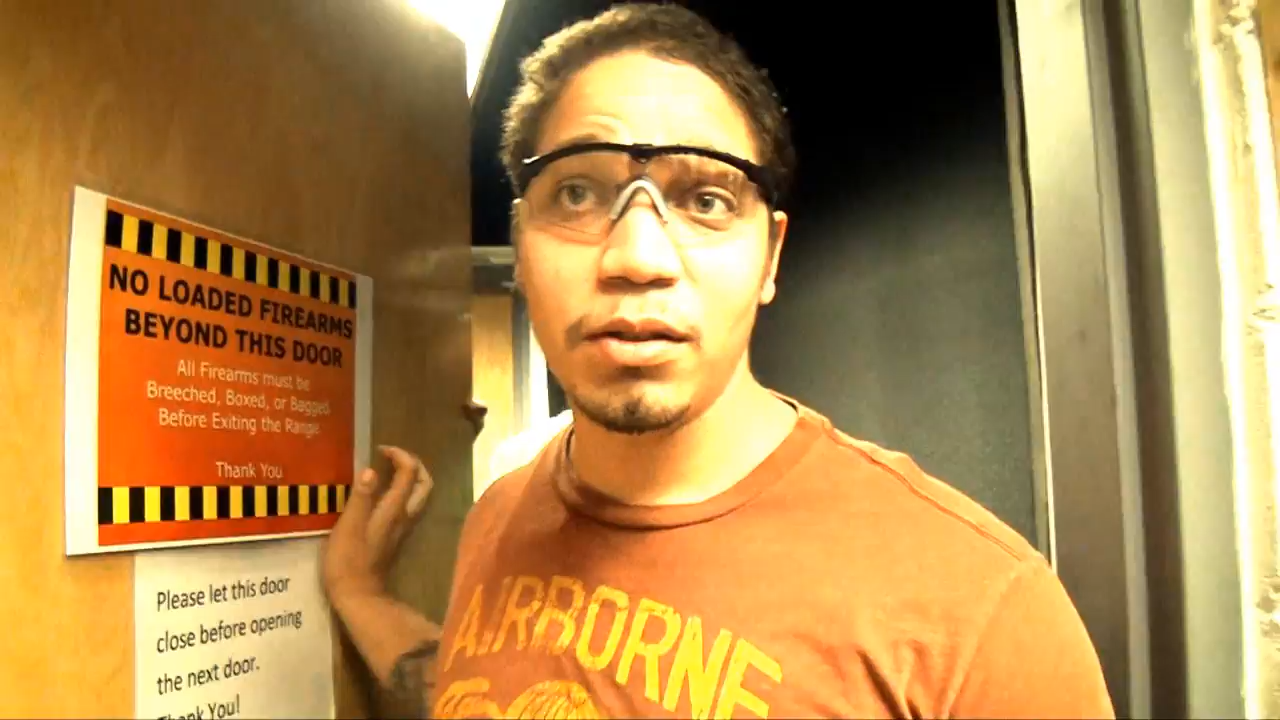 NO LOADED FIREARMS
BEYOND THIS DOOR
All Firearms must be
Breeched, Boxed, or Bagged
Before Exiting the Range
Thank You
Please let this door
close before opening
the next door.
Thank You!
AIRBORNE